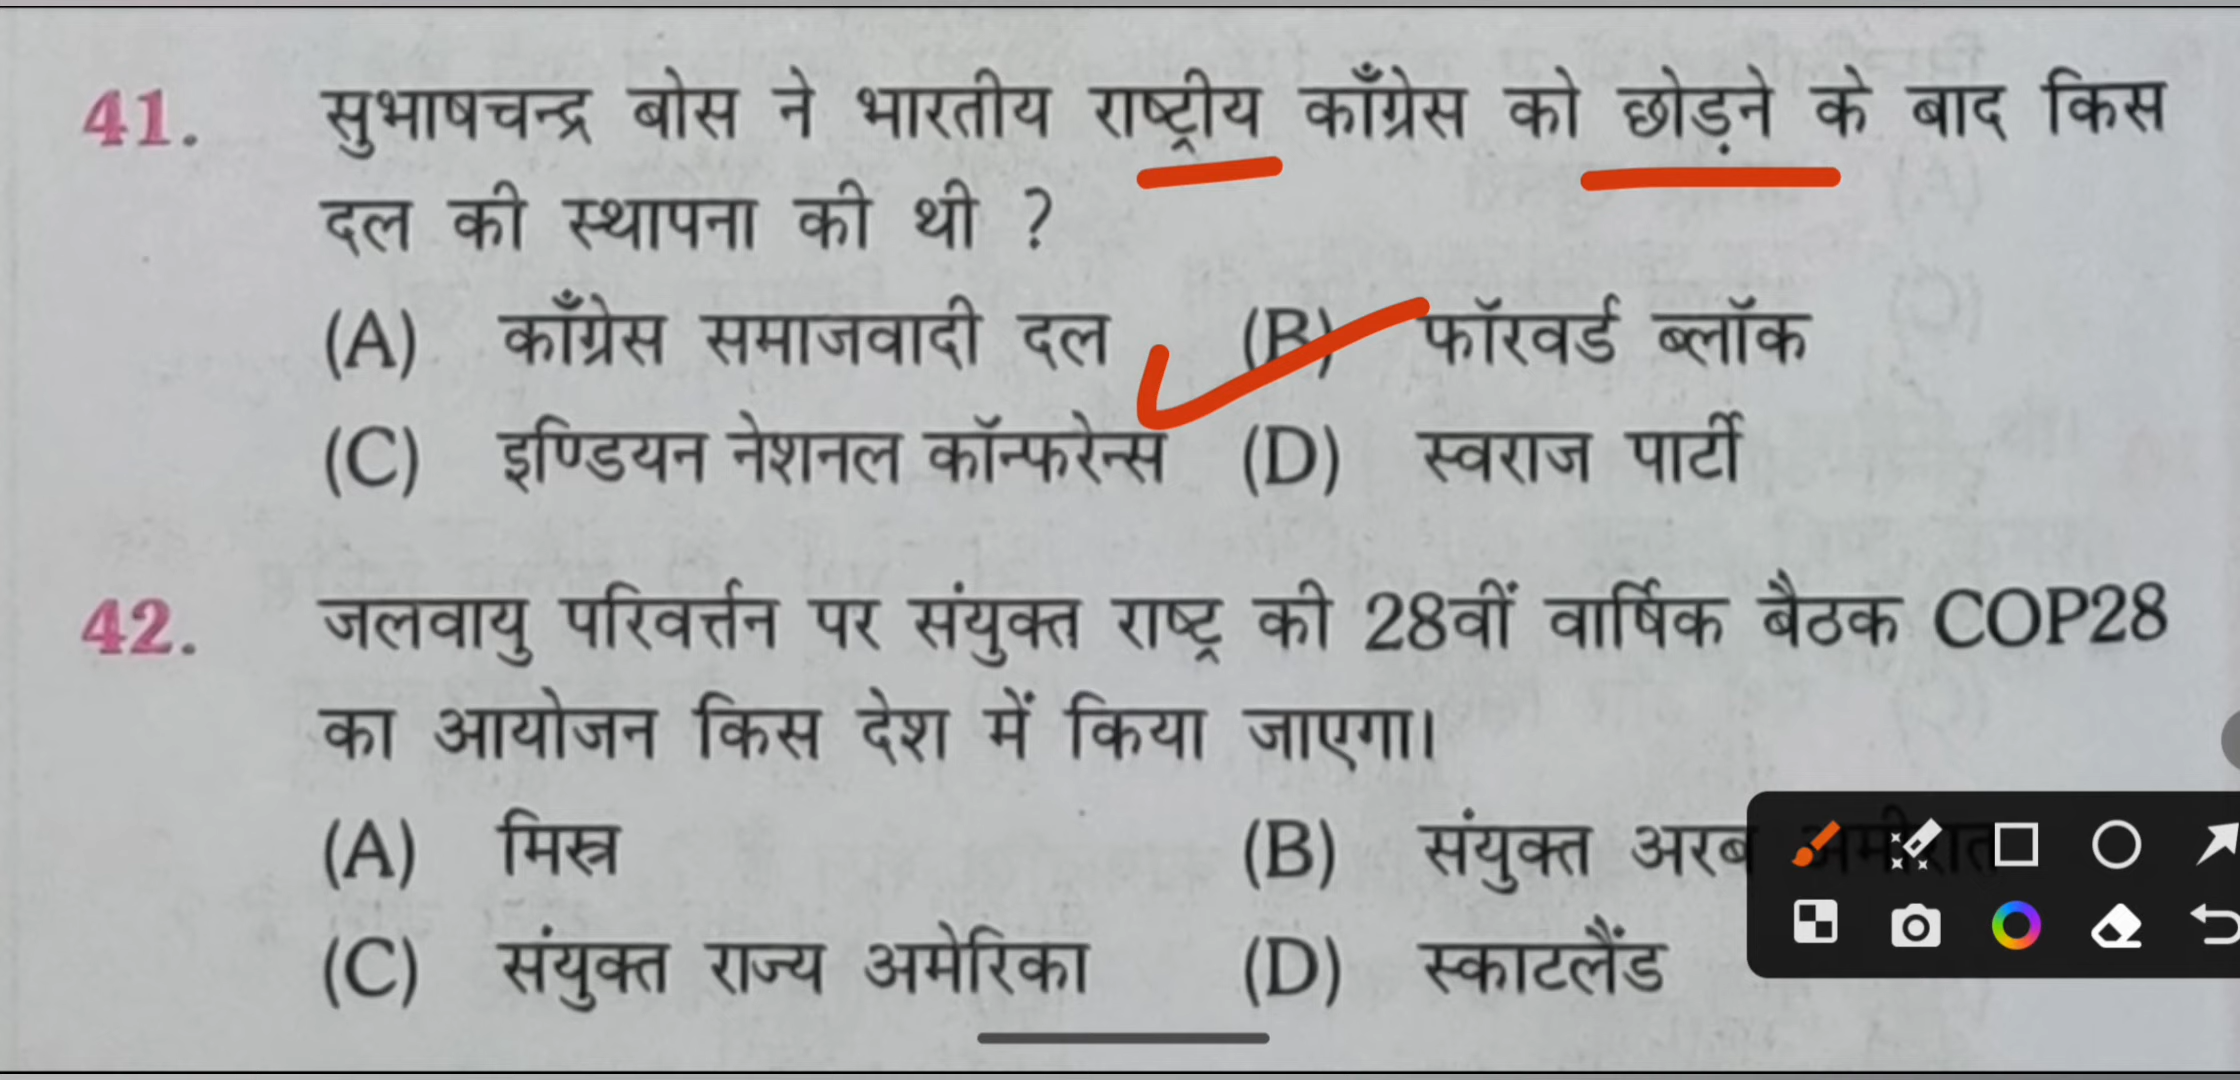 41. सुभाषचन्द्र बोस ने भारतीय राष्ट्रीय काँग्रेस को छोड़ने के बाद किस
दल की स्थापना की थी ?
(A) काँग्रेस समाजवादी दल (B) फॉरवर्ड ब्लॉक
(C) इण्डियन नेशनल कॉन्फरेन्स (D) स्वराज पार्टी
42. जलवायु परिवर्त्तन पर संयुक्त राष्ट्र की 28वीं वार्षिक बैठक COP28
का आयोजन किस देश में किया जाएगा।
(A) मिस्र (B) संयुक्त अरब अमीरात
(C) संयुक्त राज्य अमेरिका (D) स्काटलैंड